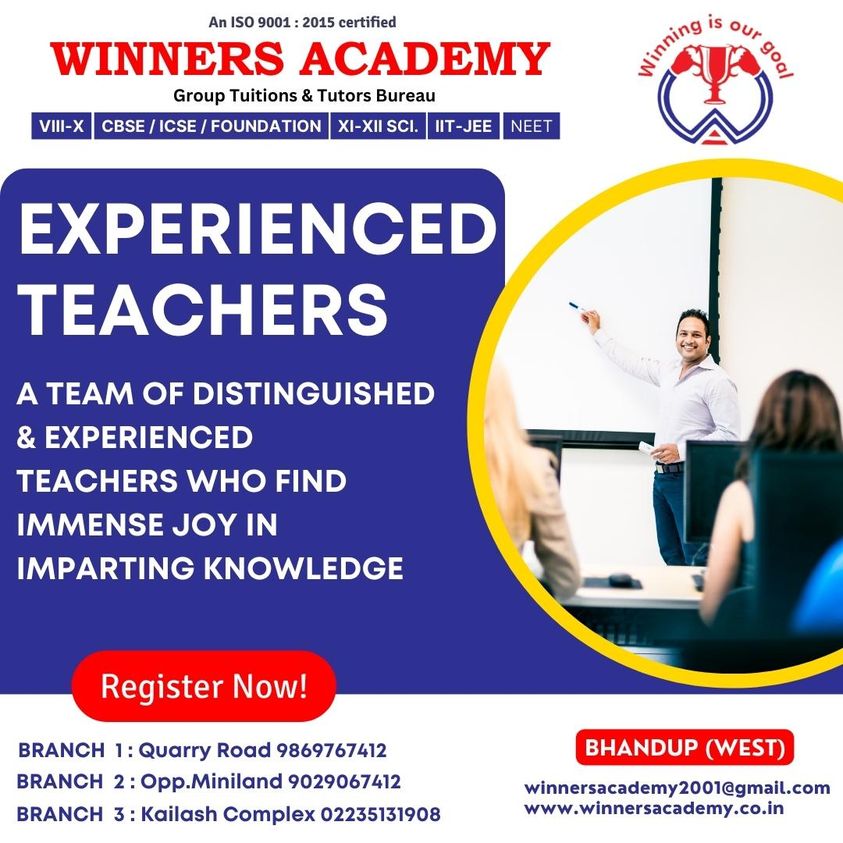 An ISO 9001 : 2015 certified
WINNERS ACADEMY
Group Tuitions & Tutors Bureau
VIII-X CBSE / ICSE / FOUNDATION XI-XII SCI. IIT-JEE NEET
Winning is our goal
EXPERIENCED
TEACHERS
A TEAM OF DISTINGUISHED
& EXPERIENCED
TEACHERS WHO FIND
IMMENSE JOY IN
IMPARTING KNOWLEDGE
Register Now!
BRANCH 1 : Quarry Road 9869767412
BRANCH 2 : Opp.Miniland 9029067412
BRANCH 3 : Kailash Complex 02235131908
BHANDUP (WEST)
winnersacademy2001@gmail.com
www.winnersacademy.co.in